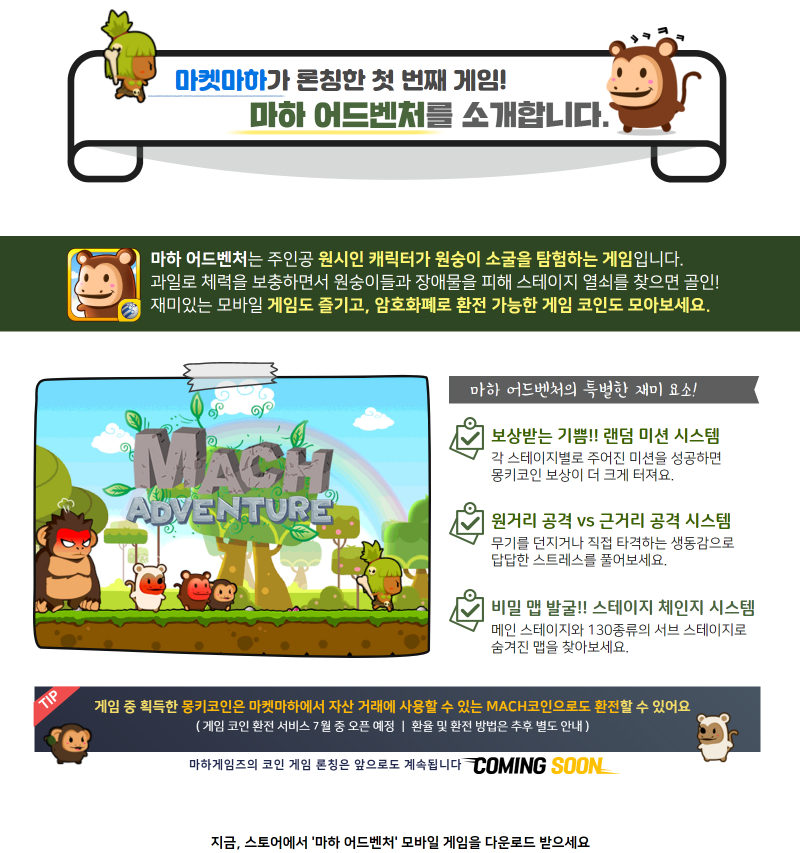 마켓마하가 론칭한 첫 번째 게임!
마하 어드벤처를 소개합니다.
ㅋㅋㅋㅋ
마하 어드벤처는 주인공 원시인 캐릭터가 원숭이 소굴을 탐험하는 게임입니다.
과일로 체력을 보충하면서 원숭이들과 장애물을 피해 스테이지 열쇠를 찾으면 골인!
재미있는 모바일 게임도 즐기고, 암호화폐로 환전 가능한 게임 코인도 모아보세요.
MACH
ADVENTURE
마하 어드벤처의 특별한 재미 요소!
보상받는 기쁨!! 랜덤 미션 시스템
각 스테이지별로 주어진 미션을 성공하면
몽키코인 보상이 더 크게 터져요.
원거리 공격 vs 근거리 공격 시스템
무기를 던지거나 직접 타격하는 생동감으로
답답한 스트레스를 풀어보세요.
비밀 맵 발굴!! 스테이지 체인지 시스템
메인 스테이지와 130종류의 서브 스테이지로
숨겨진 맵을 찾아보세요.
TIP
게임 중 획득한 몽키코인은 마켓마하에서 자산 거래에 사용할 수 있는 MACH코인으로도 환전할 수 있어요
( 게임 코인 환전 서비스 7월 중 오픈 예정 | 환율 및 환전 방법은 추후 별도 안내 )
마하게임즈의 코인 게임 론칭은 앞으로도 계속됩니다 COMING SOON
지금, 스토어에서 '마하 어드벤처' 모바일 게임을 다운로드 받으세요